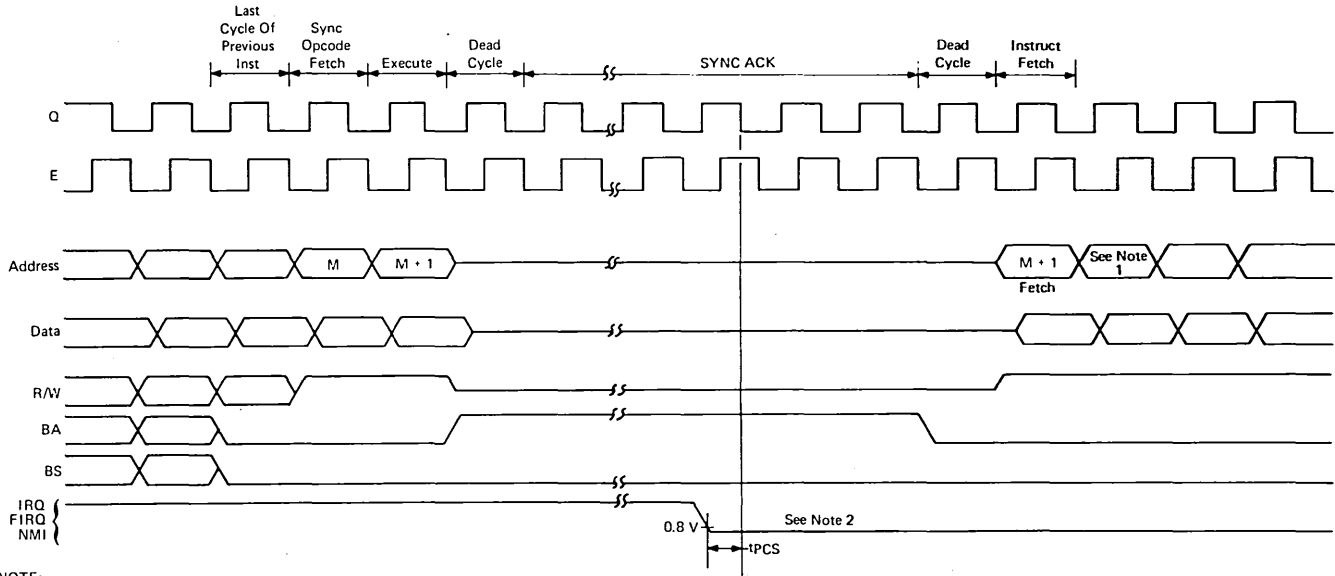 Last
Cycle Of
Previous
Inst
Sync
Opcode
Fetch
Execute
Dead
Cycle
SYNC ACK
Dead
Cycle
Instruct
Fetch
Q
E
Address
M
M + 1
M + 1
Fetch
See Note
1
Data
R/W
BA
BS
IRQ
FIRQ
NMI
0.8 V
See Note 2
tPCS
NOTE: